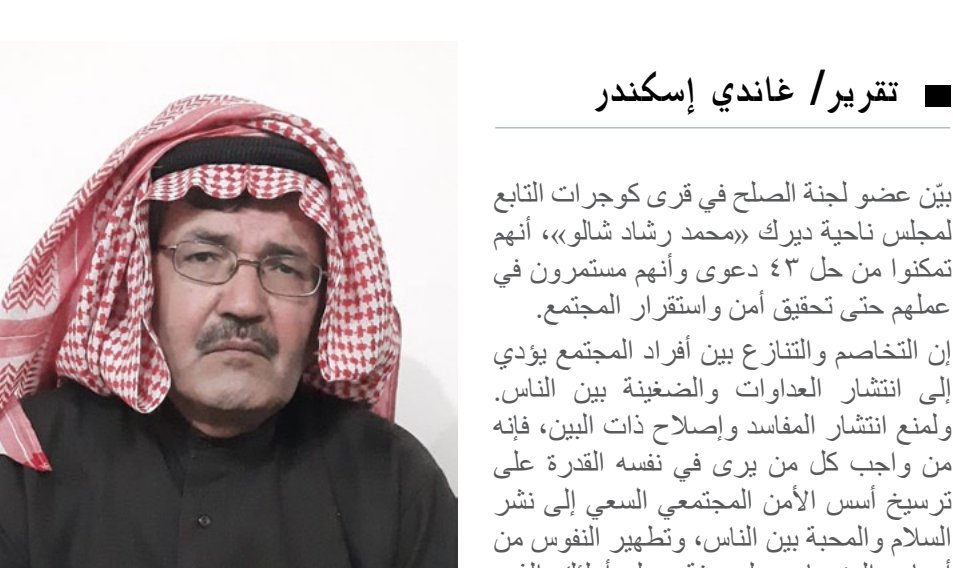 ■ تقرير/ غاندي إسكندر
بيّن عضو لجنة الصلح في قرى كوجرات التابع
لمجلس ناحية ديرك «محمد رشاد شالو»، أنهم
تمكنوا من حل ٤٣ دعوى وأنهم مستمرون في
عملهم حتى تحقيق أمن واستقرار المجتمع.
إن التخاصم والتنازع بين أفراد المجتمع يؤدي
إلى انتشار العداوات والضغينة بين الناس.
ولمنع انتشار المفاسد وإصلاح ذات البين، فإنه
من واجب كل من يرى في نفسه القدرة على
ترسيخ أسس الأمن المجتمعي السعي إلى نشر
السلام والمحبة بين الناس، وتطهير النفوس من